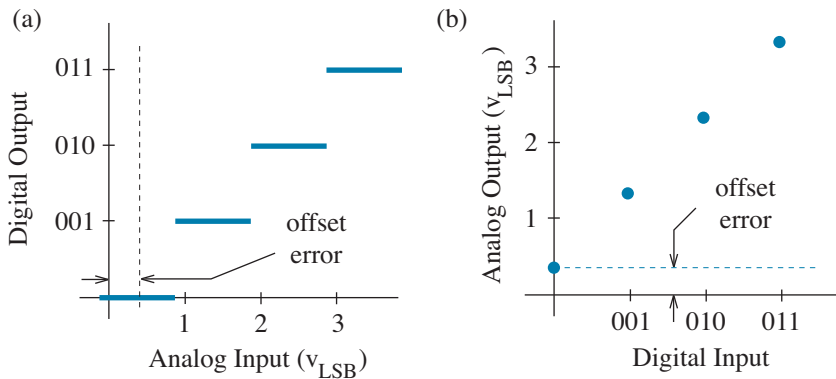 (a)
Digital Output
011
010
001
offset
error
1
2
3
Analog Input (vLSB)
(b)
Analog Output (vLSB)
3
2
1
offset
error
001
010
011
Digital Input